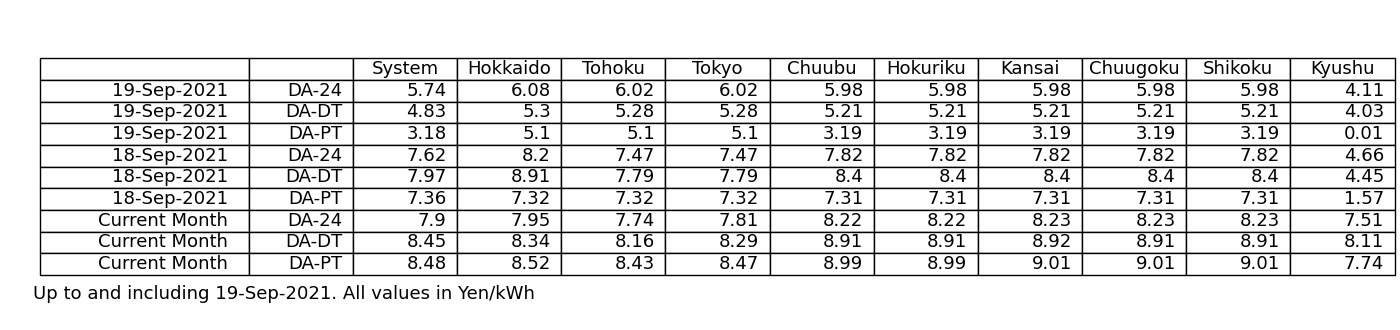 System Hokkaido Tohoku Tokyo Chuubu Hokuriku Kansai Chuugoku Shikoku Kyushu
19-Sep-2021 DA-24 5.74 6.08 6.02 6.02 5.98 5.98 5.98 5.98 5.98 4.11
19-Sep-2021 DA-DT 4.83 5.3 5.28 5.28 5.21 5.21 5.21 5.21 5.21 4.03
19-Sep-2021 DA-PT 3.18 5.1 5.1 5.1 3.19 3.19 3.19 3.19 3.19 0.01
18-Sep-2021 DA-24 7.62 8.2 7.47 7.47 7.82 7.82 7.82 7.82 7.82 4.66
18-Sep-2021 DA-DT 7.97 8.91 7.79 7.79 8.4 8.4 8.4 8.4 8.4 4.45
18-Sep-2021 DA-PT 7.36 7.32 7.32 7.32 7.31 7.31 7.31 7.31 7.31 1.57
Current Month DA-24 7.9 7.95 7.74 7.81 8.22 8.22 8.23 8.23 8.23 7.51
Current Month DA-DT 8.45 8.34 8.16 8.29 8.91 8.91 8.92 8.91 8.91 8.11
Current Month DA-PT 8.48 8.52 8.43 8.47 8.99 8.99 9.01 9.01 9.01 7.74
Up to and including 19-Sep-2021. All values in Yen/kWh